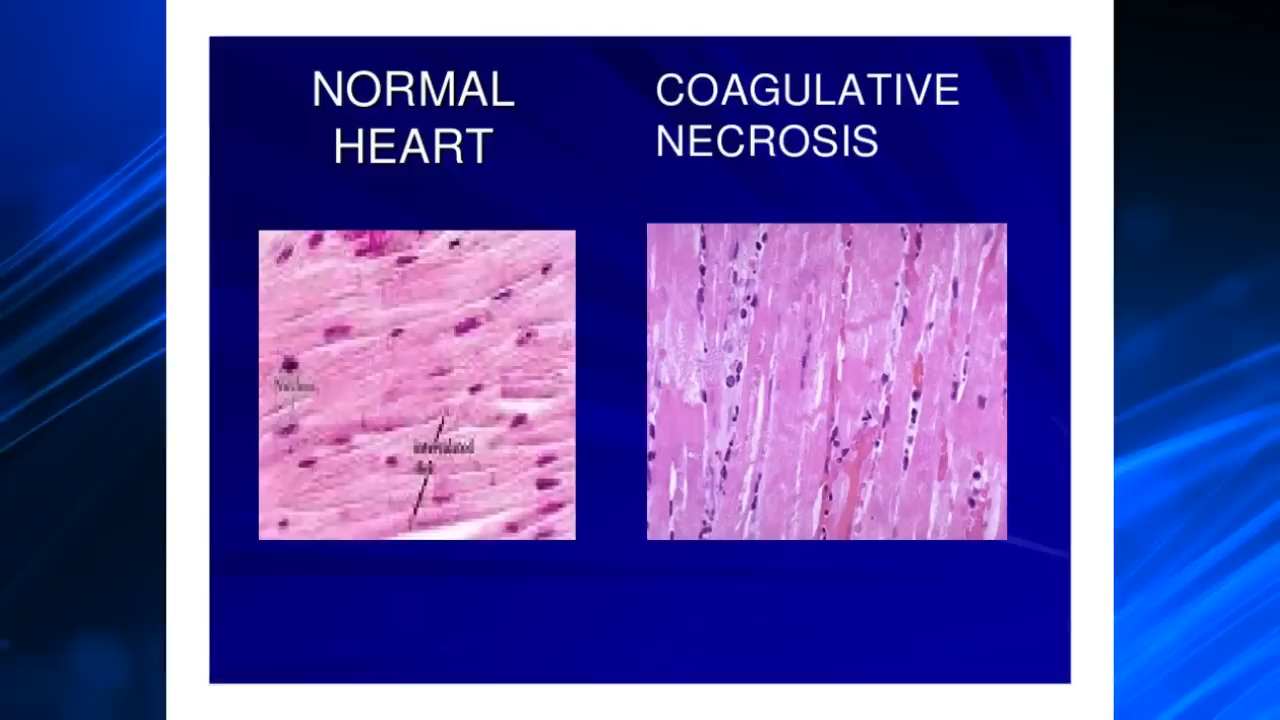 NORMAL
HEART
COAGULATIVE
NECROSIS
Nucleus
intercalated
disk